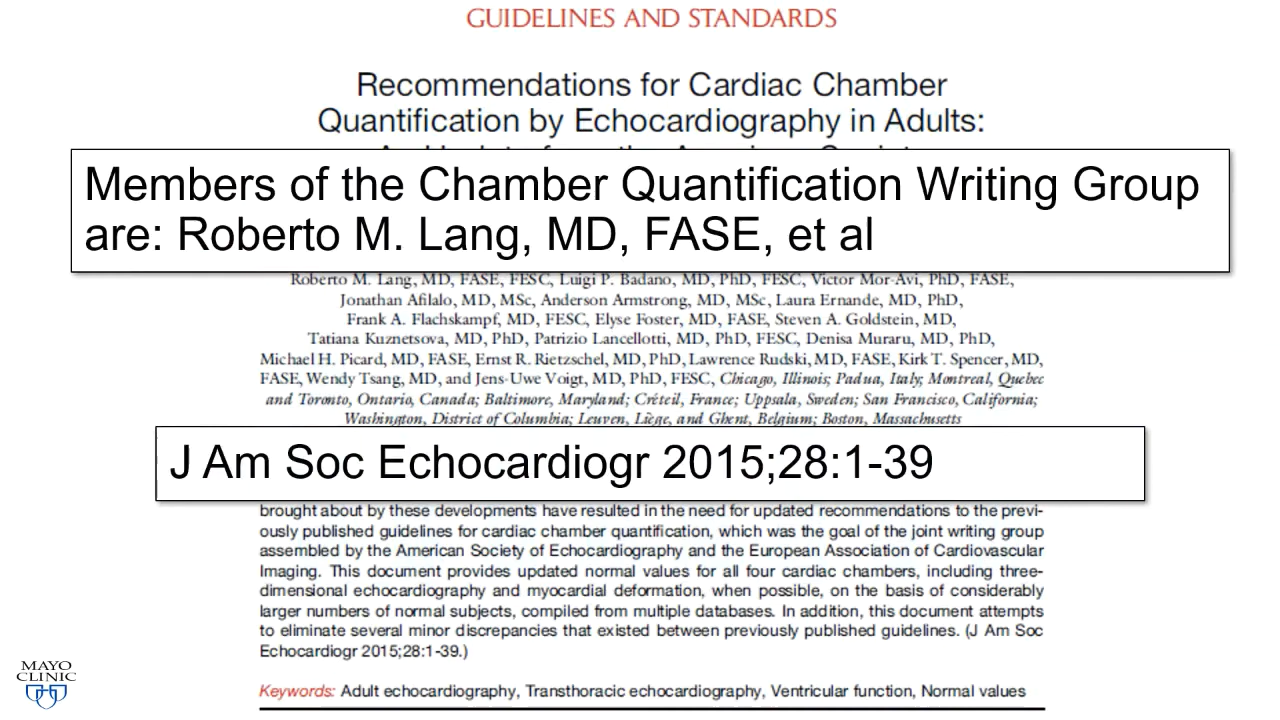 GUIDELINES AND STANDARDS
Recommendations for Cardiac Chamber
Quantification by Echocardiography in Adults:
Members of the Chamber Quantification Writing Group
are: Roberto M. Lang, MD, FASE, et al
Roberto M. Lang, MD, FASE, FESC, Luigi P. Badano, MD, PhD, FESC, Victor Mor-Avi, PhD, FASE,
Jonathan Afilalo, MD, MSc, Anderson Armstrong, MD, MSc, Laura Ernande, MD, PhD,
Frank A. Flachskampf, MD, FESC, Elyse Foster, MD, FASE, Steven A. Goldstein, MD,
Tatiana Kuznetsova, MD, PhD, Patrizio Lancellotti, MD, PhD, FESC, Denisa Muraru, MD, PhD,
Michael H. Picard, MD, FASE, Ernst R. Rietzschel, MD, PhD, Lawrence Rudski, MD, FASE, Kirk T. Spencer, MD,
FASE, Wendy Tsang, MD, and Jens-Uwe Voigt, MD, PhD, FESC, Chicago, Illinois; Padua, Italy; Montreal, Quebec
and Toronto, Ontario, Canada; Baltimore, Maryland; Créteil, France; Uppsala, Sweden; San Francisco, California;
Washington, District of Columbia; Leuven, Liège, and Ghent, Belgium; Boston, Massachusetts
J Am Soc Echocardiogr 2015;28:1-39
brought about by these developments have resulted in the need for updated recommendations to the previ-
ously published guidelines for cardiac chamber quantification, which was the goal of the joint writing group
assembled by the American Society of Echocardiography and the European Association of Cardiovascular
Imaging. This document provides updated normal values for all four cardiac chambers, including three-
dimensional echocardiography and myocardial deformation, when possible, on the basis of considerably
larger numbers of normal subjects, compiled from multiple databases. In addition, this document attempts
to eliminate several minor discrepancies that existed between previously published guidelines. (J Am Soc
Echocardiogr 2015;28:1-39.)
Keywords: Adult echocardiography, Transthoracic echocardiography, Ventricular function, Normal values
MAYO
CLINIC